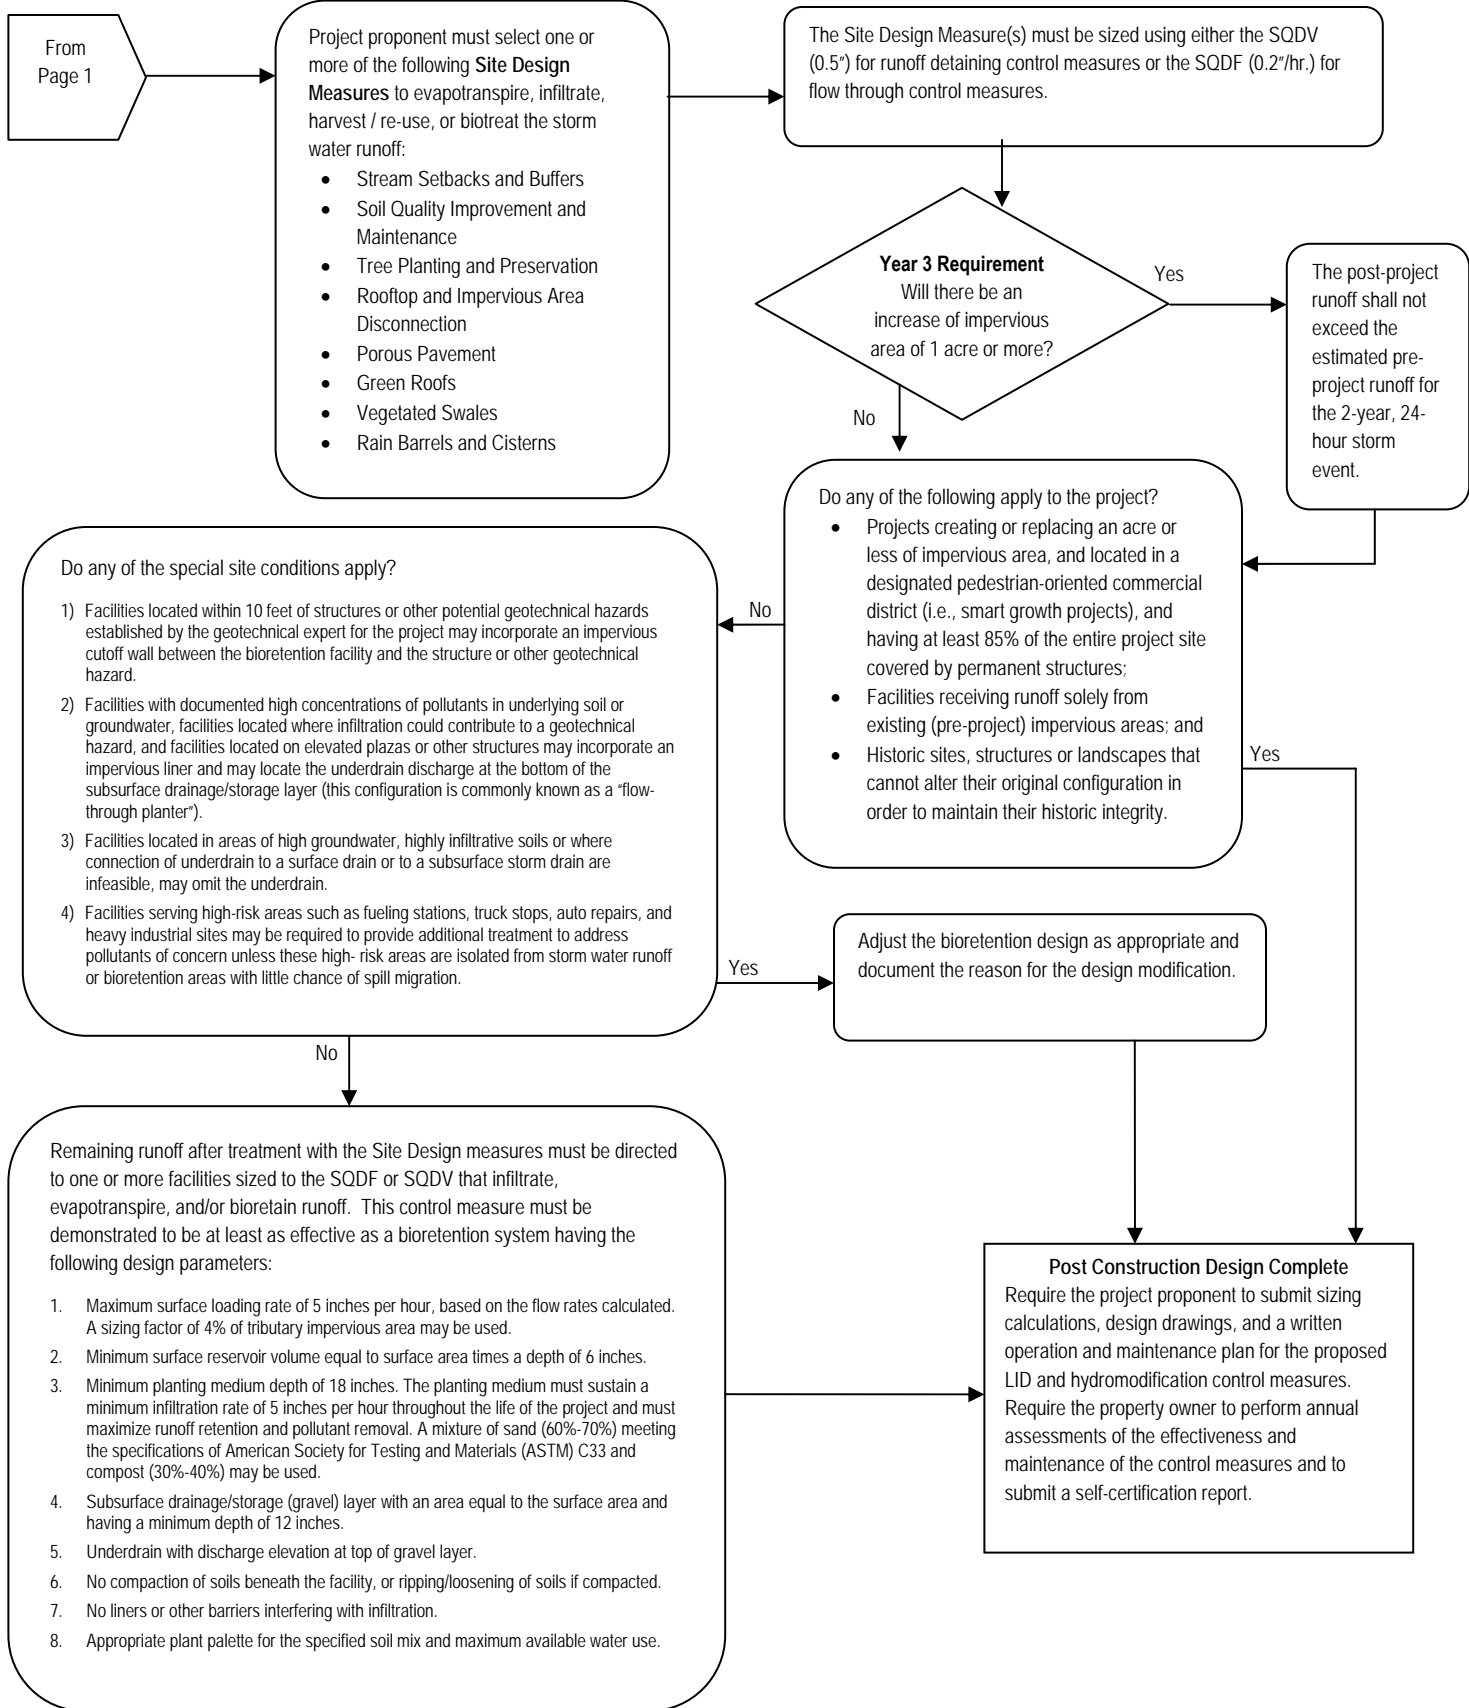 From
Page 1
Project proponent must select one or
more of the following Site Design
Measures to evapotranspire, infiltrate,
harvest / re-use, or biotreat the storm
water runoff:
• Stream Setbacks and Buffers
• Soil Quality Improvement and
Maintenance
• Tree Planting and Preservation
• Rooftop and Impervious Area
Disconnection
• Porous Pavement
• Green Roofs
• Vegetated Swales
• Rain Barrels and Cisterns
The Site Design Measure(s) must be sized using either the SQDV
(0.5″) for runoff detaining control measures or the SQDF (0.2″/hr.) for
flow through control measures.
Year 3 Requirement
Will there be an
increase of impervious
area of 1 acre or more?
Yes
The post-project
runoff shall not
exceed the
estimated pre-
project runoff for
the 2-year, 24-
hour storm
event.
No
Do any of the following apply to the project?
• Projects creating or replacing an acre or
less of impervious area, and located in a
designated pedestrian-oriented commercial
district (i.e., smart growth projects), and
having at least 85% of the entire project site
covered by permanent structures;
• Facilities receiving runoff solely from
existing (pre-project) impervious areas; and
• Historic sites, structures or landscapes that
cannot alter their original configuration in
order to maintain their historic integrity.
No
Yes
Do any of the special site conditions apply?
1) Facilities located within 10 feet of structures or other potential geotechnical hazards
established by the geotechnical expert for the project may incorporate an impervious
cutoff wall between the bioretention facility and the structure or other geotechnical
hazard.
2) Facilities with documented high concentrations of pollutants in underlying soil or
groundwater, facilities located where infiltration could contribute to a geotechnical
hazard, and facilities located on elevated plazas or other structures may incorporate an
impervious liner and may locate the underdrain discharge at the bottom of the
subsurface drainage/storage layer (this configuration is commonly known as a “flow-
through planter”).
3) Facilities located in areas of high groundwater, highly infiltrative soils or where
connection of underdrain to a surface drain or to a subsurface storm drain are
infeasible, may omit the underdrain.
4) Facilities serving high-risk areas such as fueling stations, truck stops, auto repairs, and
heavy industrial sites may be required to provide additional treatment to address
pollutants of concern unless these high- risk areas are isolated from storm water runoff
or bioretention areas with little chance of spill migration.
Yes
Adjust the bioretention design as appropriate and
document the reason for the design modification.
No
Remaining runoff after treatment with the Site Design measures must be directed
to one or more facilities sized to the SQDF or SQDV that infiltrate,
evapotranspire, and/or bioretain runoff. This control measure must be
demonstrated to be at least as effective as a bioretention system having the
following design parameters:
1. Maximum surface loading rate of 5 inches per hour, based on the flow rates calculated.
A sizing factor of 4% of tributary impervious area may be used.
2. Minimum surface reservoir volume equal to surface area times a depth of 6 inches.
3. Minimum planting medium depth of 18 inches. The planting medium must sustain a
minimum infiltration rate of 5 inches per hour throughout the life of the project and must
maximize runoff retention and pollutant removal. A mixture of sand (60%-70%) meeting
the specifications of American Society for Testing and Materials (ASTM) C33 and
compost (30%-40%) may be used.
4. Subsurface drainage/storage (gravel) layer with an area equal to the surface area and
having a minimum depth of 12 inches.
5. Underdrain with discharge elevation at top of gravel layer.
6. No compaction of soils beneath the facility, or ripping/loosening of soils if compacted.
7. No liners or other barriers interfering with infiltration.
8. Appropriate plant palette for the specified soil mix and maximum available water use.
Post Construction Design Complete
Require the project proponent to submit sizing
calculations, design drawings, and a written
operation and maintenance plan for the proposed
LID and hydromodification control measures.
Require the property owner to perform annual
assessments of the effectiveness and
maintenance of the control measures and to
submit a self-certification report.